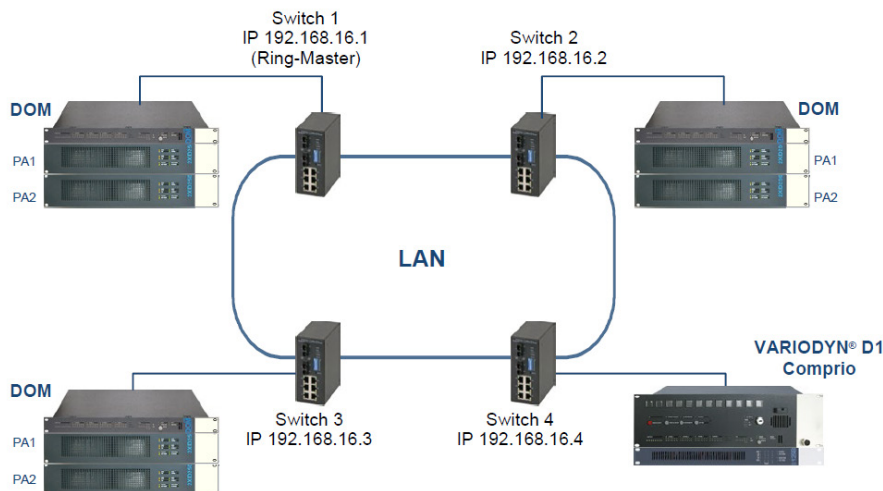 Switch 1
IP 192.168.16.1
(Ring-Master)
Switch 2
IP 192.168.16.2
DOM
PA1
PA2
DOM
PA1
PA2
LAN
VARIODYN® D1
Comprio
DOM
PA1
PA2
Switch 3
IP 192.168.16.3
Switch 4
IP 192.168.16.4